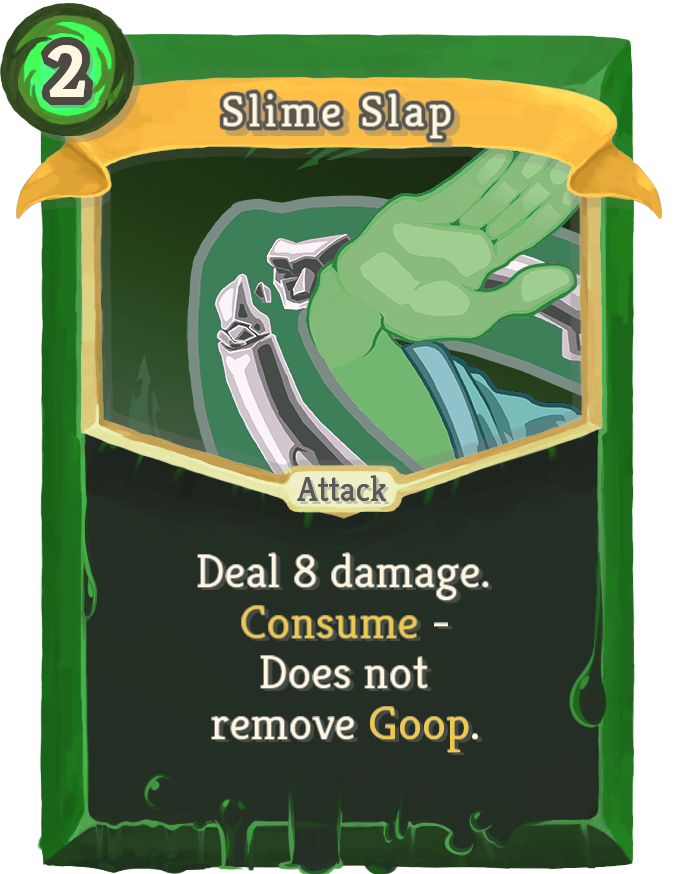 2
Slime Slap
Attack
Deal 8 damage.
Consume -
Does not
remove Goop.